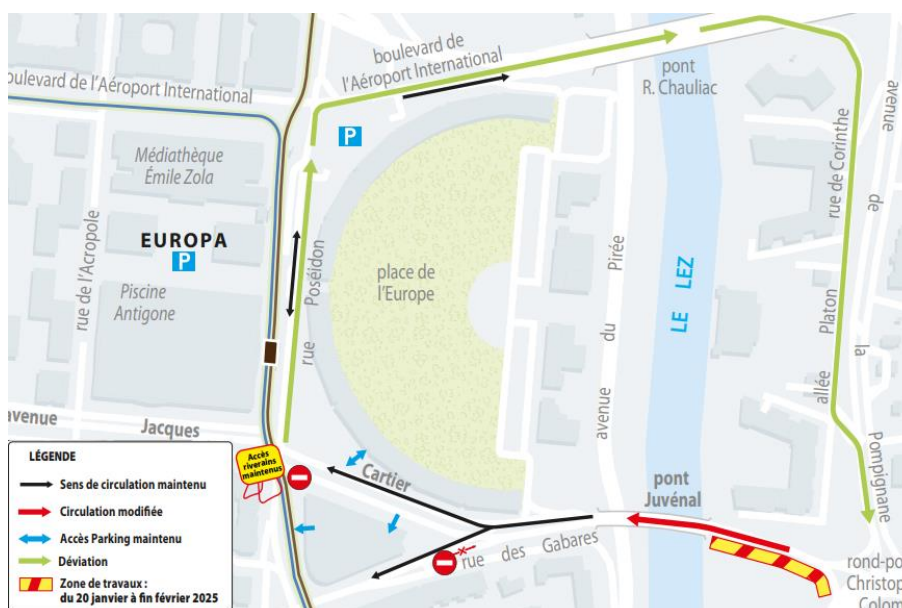 boulevard de
l'Aéroport International
pont
R. Chauliac
boulevard de l'Aéroport International
P
Médiathèque
Émile Zola
EUROPA
P
Piscine
Antigone
rue de l'Acropole
rue Poséidon
place de
l'Europe
avenue du Pirée
LE LEZ
rue de Corinthe
allée Platon
avenue de la Pompignane
avenue Jacques Cartier
Accès
riverains
maintenus
pont
Juvénal
rue des Gabares
rond-po
Christop
Colom
LÉGENDE
Sens de circulation maintenu
Circulation modifiée
Accès Parking maintenu
Déviation
Zone de travaux :
du 20 janvier à fin février 2025